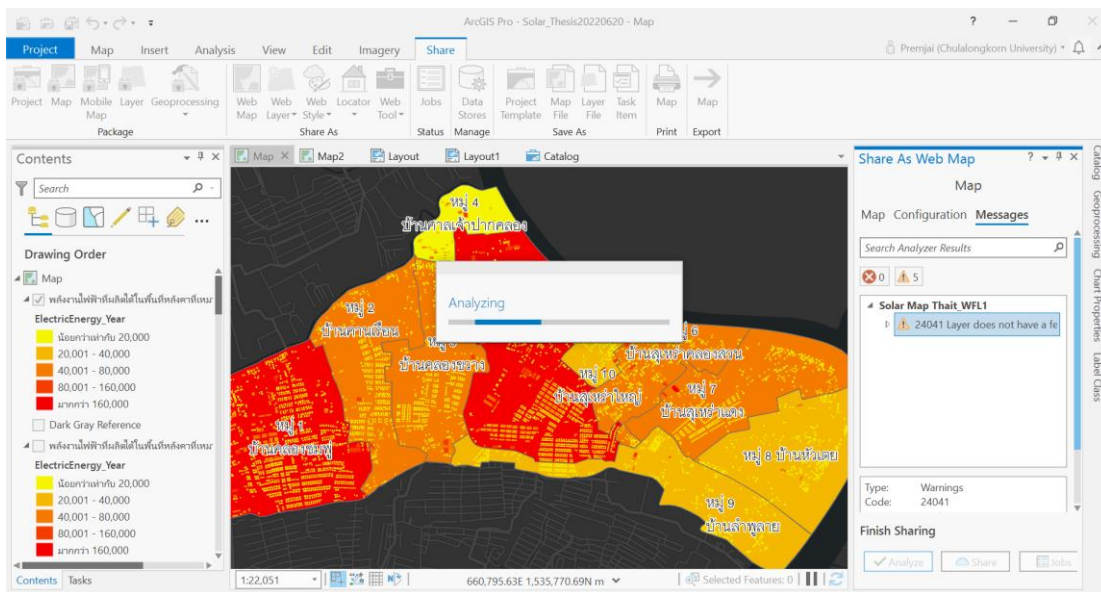 ArcGIS Pro - Solar_Thesis20220620 - Map
?
Project Map Insert Analysis View Edit Imagery Share
Premjai (Chulalongkorn University)
Project Map Mobile Map Layer Geoprocessing
Package
Web Map Web Layer Web Style Locator Web Tool
Share As
Jobs
Status
Data Stores
Manage
Project Template Map File Layer File Task Item
Save As
Map
Print
Map
Export
Contents
Search
Drawing Order
Map
พลังงานไฟฟ้าที่ผลิตได้ในพื้นที่หลังคาที่เหมา
ElectricEnergy_Year
น้อยกว่าเท่ากับ 20,000
20,001 - 40,000
40,001 - 80,000
80,001 - 160,000
มากกว่า 160,000
Dark Gray Reference
พลังงานไฟฟ้าที่ผลิตได้ในพื้นที่หลังคาที่เหมา
ElectricEnergy_Year
น้อยกว่าเท่ากับ 20,000
20,001 - 40,000
40,001 - 80,000
80,001 - 160,000
มากกว่า 160,000
Contents Tasks
Map Map2 Layout Layout1 Catalog
หมู่ 4
บ้านศาลเจ้าปากคลอง
Analyzing
หมู่ 2
บ้านคานเรือน
บ้านคลองขวาง
หมู่ 6
บ้านสุเหร่าคลองสวน
หมู่ 10
บ้านสุเหร่าใหญ่
หมู่ 7
บ้านสุเหร่าแดง
หมู่ 1
บ้านคลองชมพู่
หมู่ 8 บ้านหัวเตย
หมู่ 9
บ้านลำพูลาย
1:22,051
660,795.63E 1,535,770.69N m
Selected Features: 0
Share As Web Map
?
Map
Map Configuration Messages
Search Analyzer Results
0 5
Solar Map Thait_WFL1
24041 Layer does not have a fe
Type: Warnings
Code: 24041
Finish Sharing
Analyze Share Jobs
Catalog
Geoprocessing
Chart Properties
Label Class